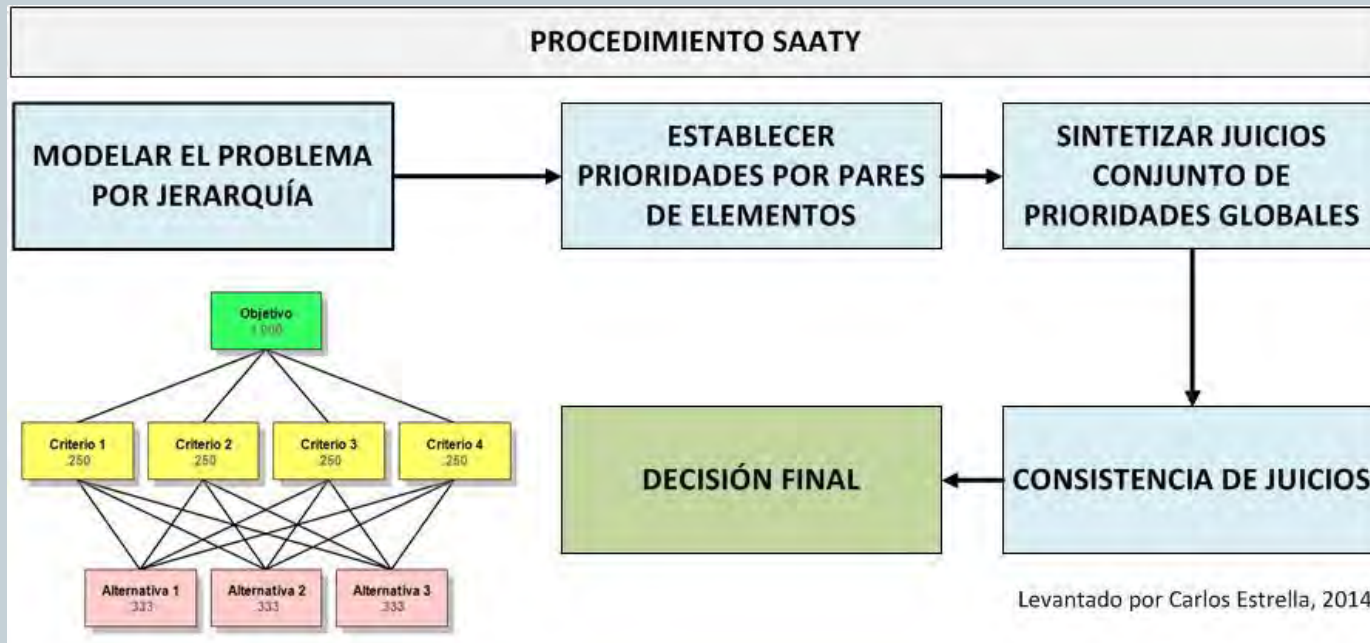 PROCEDIMIENTO SAATY
MODELAR EL PROBLEMA
POR JERARQUÍA
ESTABLECER
PRIORIDADES POR PARES
DE ELEMENTOS
SINTETIZAR JUICIOS
CONJUNTO DE
PRIORIDADES GLOBALES
Objetivo
1.000
Criterio 1
.250
Criterio 2
.250
Criterio 3
.250
Criterio 4
.250
DECISIÓN FINAL
CONSISTENCIA DE JUICIOS
Alternativa 1
.333
Alternativa 2
.333
Alternativa 3
.333
Levantado por Carlos Estrella, 2014